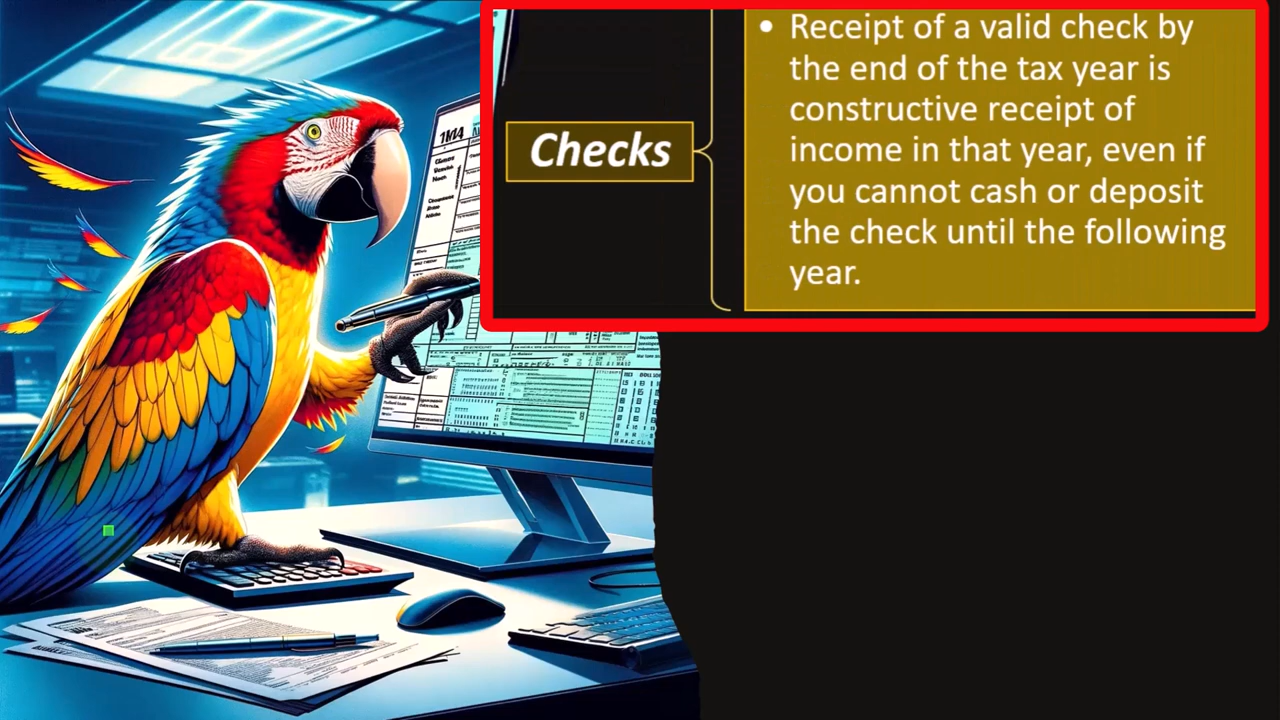 Checks
• Receipt of a valid check by
the end of the tax year is
constructive receipt of
income in that year, even if
you cannot cash or deposit
the check until the following
year.